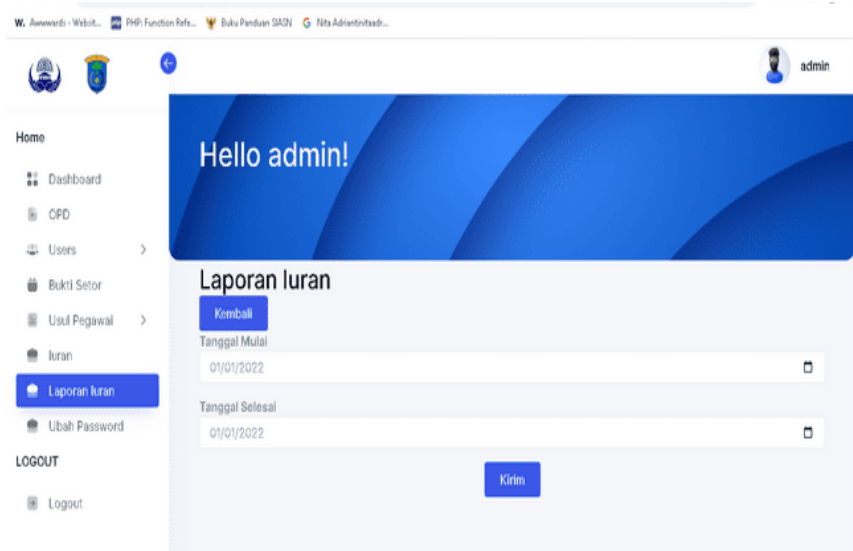 W. Awwwards - Websit... PHP: Function Refe... Buku Panduan SIASN Nita Adriantinitaadr...
admin
Home
Dashboard
OPD
Users
Bukti Setor
Usul Pegawai
Iuran
Laporan Iuran
Ubah Password
LOGOUT
Logout
Hello admin!
Laporan Iuran
Kembali
Tanggal Mulai
01/01/2022
Tanggal Selesai
01/01/2022
Kirim